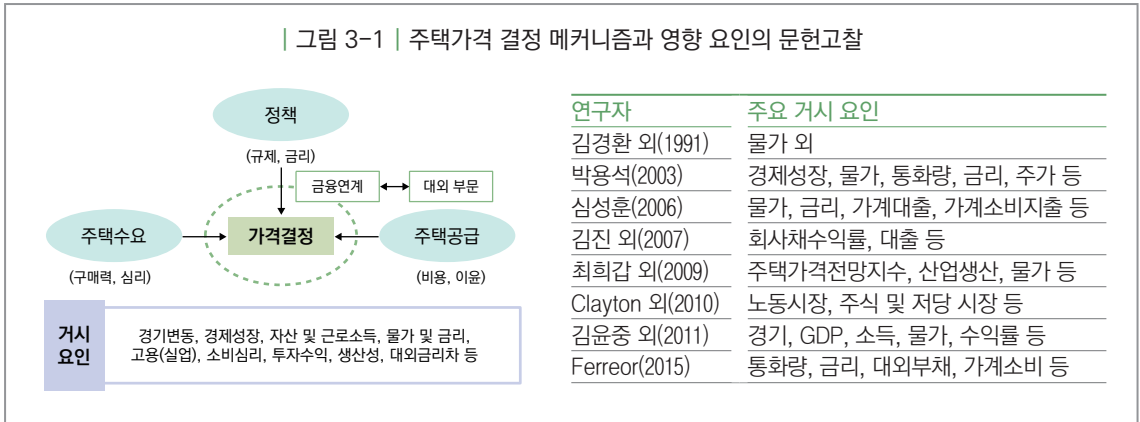 | 그림 3-1 | 주택가격 결정 메커니즘과 영향 요인의 문헌고찰
정책
(규제, 금리)
금융연계
대외 부문
주택수요
가격결정
주택공급
(구매력, 심리)
(비용, 이윤)
거시
요인
경기변동, 경제성장, 자산 및 근로소득, 물가 및 금리,
고용(실업), 소비심리, 투자수익, 생산성, 대외금리차 등
연구자 주요 거시 요인
김경환 외(1991) 물가 외
박용석(2003) 경제성장, 물가, 통화량, 금리, 주가 등
심성훈(2006) 물가, 금리, 가계대출, 가계소비지출 등
김진 외(2007) 회사채수익률, 대출 등
최희갑 외(2009) 주택가격전망지수, 산업생산, 물가 등
Clayton 외(2010) 노동시장, 주식 및 저당 시장 등
김윤중 외(2011) 경기, GDP, 소득, 물가, 수익률 등
Ferreor(2015) 통화량, 금리, 대외부채, 가계소비 등